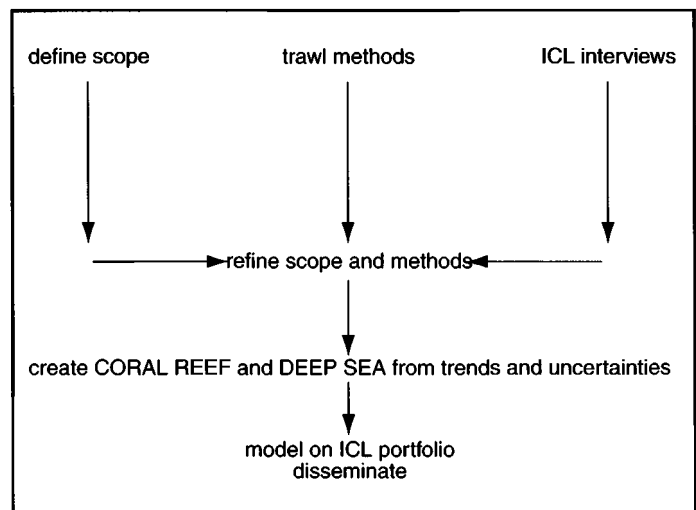 define scope
trawl methods
ICL interviews
refine scope and methods
create CORAL REEF and DEEP SEA from trends and uncertainties
model on ICL portfolio
disseminate